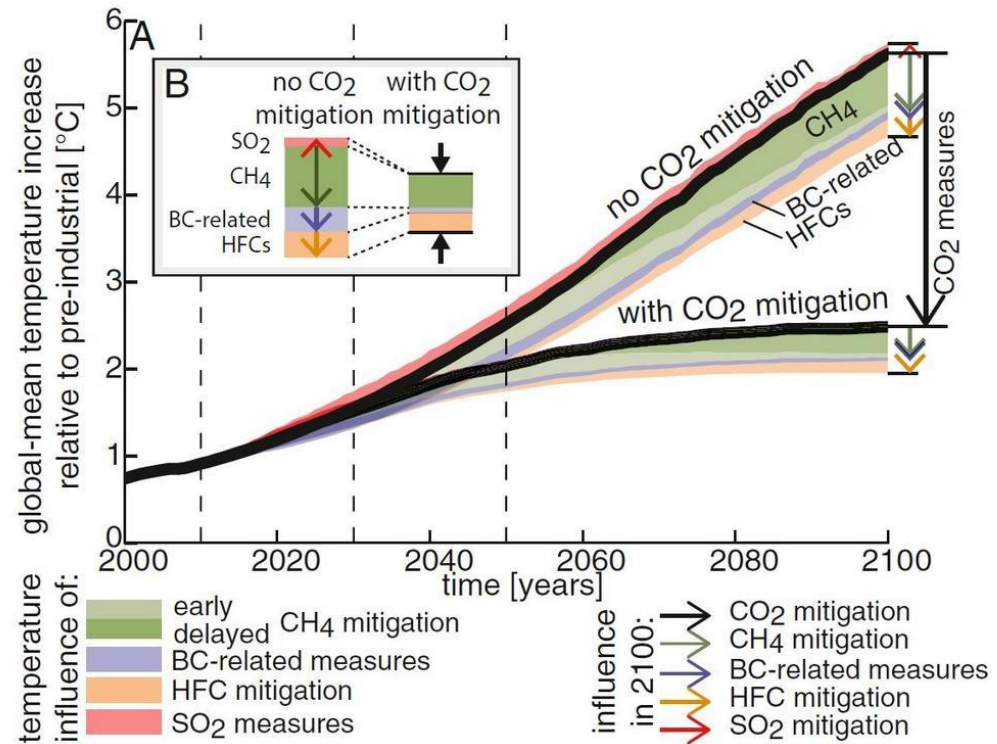 A
6
5
4
3
2
1
0
global-mean temperature increase
relative to pre-industrial [°C]
B
no CO2 mitigation
with CO2 mitigation
SO2
CH4
BC-related
HFCs
no CO2 mitigation
CH4
BC-related
HFCs
with CO2 mitigation
CO2 measures
2000
2020
2040
2060
2080
2100
time [years]
temperature
influence of:
early
delayed
CH4 mitigation
BC-related measures
HFC mitigation
SO2 measures
influence
in 2100:
CO2 mitigation
CH4 mitigation
BC-related measures
HFC mitigation
SO2 mitigation